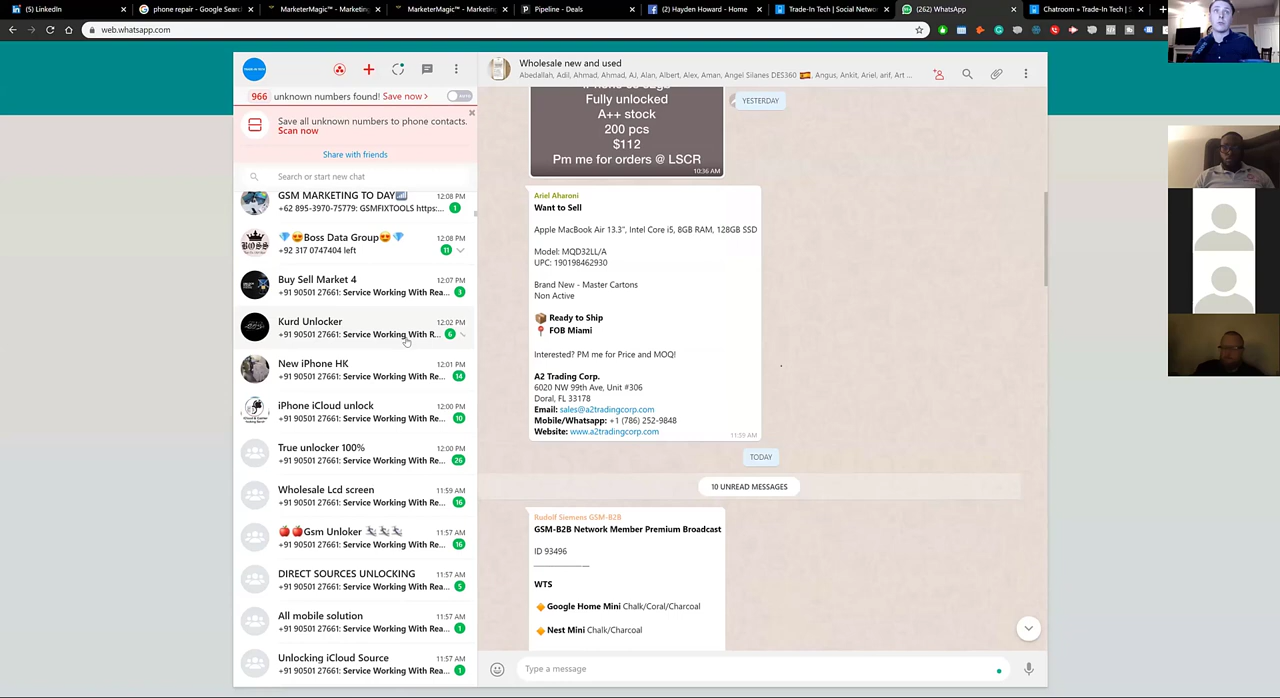 (5) LinkedIn
phone repair - Google Searc
MarketerMagic™ - Marketing
MarketerMagic™ - Marketing
Pipeline - Deals
(3) Hayden Howard - Home
Trade-In Tech | Social Networ
(262) WhatsApp
Chatroom « Trade-In Tech | S
web.whatsapp.com
966 unknown numbers found! Save now >
AUTO
Save all unknown numbers to phone contacts.
Scan now
Share with friends
Search or start new chat
GSM MARKETING TO DAY📶 12:08 PM
+62 895-3970-75779: GSMFIXTOOLS https:... 1
💎😍Boss Data Group😍💎 12:08 PM
+92 317 0747404 left 11
Buy Sell Market 4 12:07 PM
+91 90501 27661: Service Working With Rea... 3
Kurd Unlocker 12:02 PM
+91 90501 27661: Service Working With R... 6
New iPhone HK 12:01 PM
+91 90501 27661: Service Working With Re... 14
iPhone iCloud unlock 12:00 PM
+91 90501 27661: Service Working With Re... 10
True unlocker 100% 12:00 PM
+91 90501 27661: Service Working With Re... 26
Wholesale Lcd screen 11:59 AM
+91 90501 27661: Service Working With Re... 16
🍎🍎Gsm Unloker 11:57 AM
+91 90501 27661: Service Working With Re... 16
DIRECT SOURCES UNLOCKING 11:57 AM
+91 90501 27661: Service Working With Re... 5
All mobile solution 11:57 AM
+91 90501 27661: Service Working With Re... 1
Unlocking iCloud Source 11:57 AM
+91 90501 27661: Service Working With Re... 1
Wholesale new and used
Abedallah, Adil, Ahmad, Ahmad, AJ, Alan, Albert, Alex, Aman, Angel Silanes DES360 🇪🇸, Angus, Ankit, Ariel, arif, Art ...
Fully unlocked
A++ stock
200 pcs
$112
Pm me for orders @ LSCR
10:36 AM
YESTERDAY
Ariel Aharoni
Want to Sell
Apple MacBook Air 13.3", Intel Core i5, 8GB RAM, 128GB SSD
Model: MQD32LL/A
UPC: 190198462930
Brand New - Master Cartons
Non Active
📦 Ready to Ship
📍 FOB Miami
Interested? PM me for Price and MOQ!
A2 Trading Corp.
6020 NW 99th Ave, Unit #306
Doral, FL 33178
Email: sales@a2tradingcorp.com
Mobile/Whatsapp: +1 (786) 252-9848
Website: www.a2tradingcorp.com
11:59 AM
TODAY
10 UNREAD MESSAGES
Rudolf Siemens GSM-B2B
GSM-B2B Network Member Premium Broadcast
ID 93496
WTS
🔶 Google Home Mini Chalk/Coral/Charcoal
🔶 Nest Mini Chalk/Charcoal
Type a message